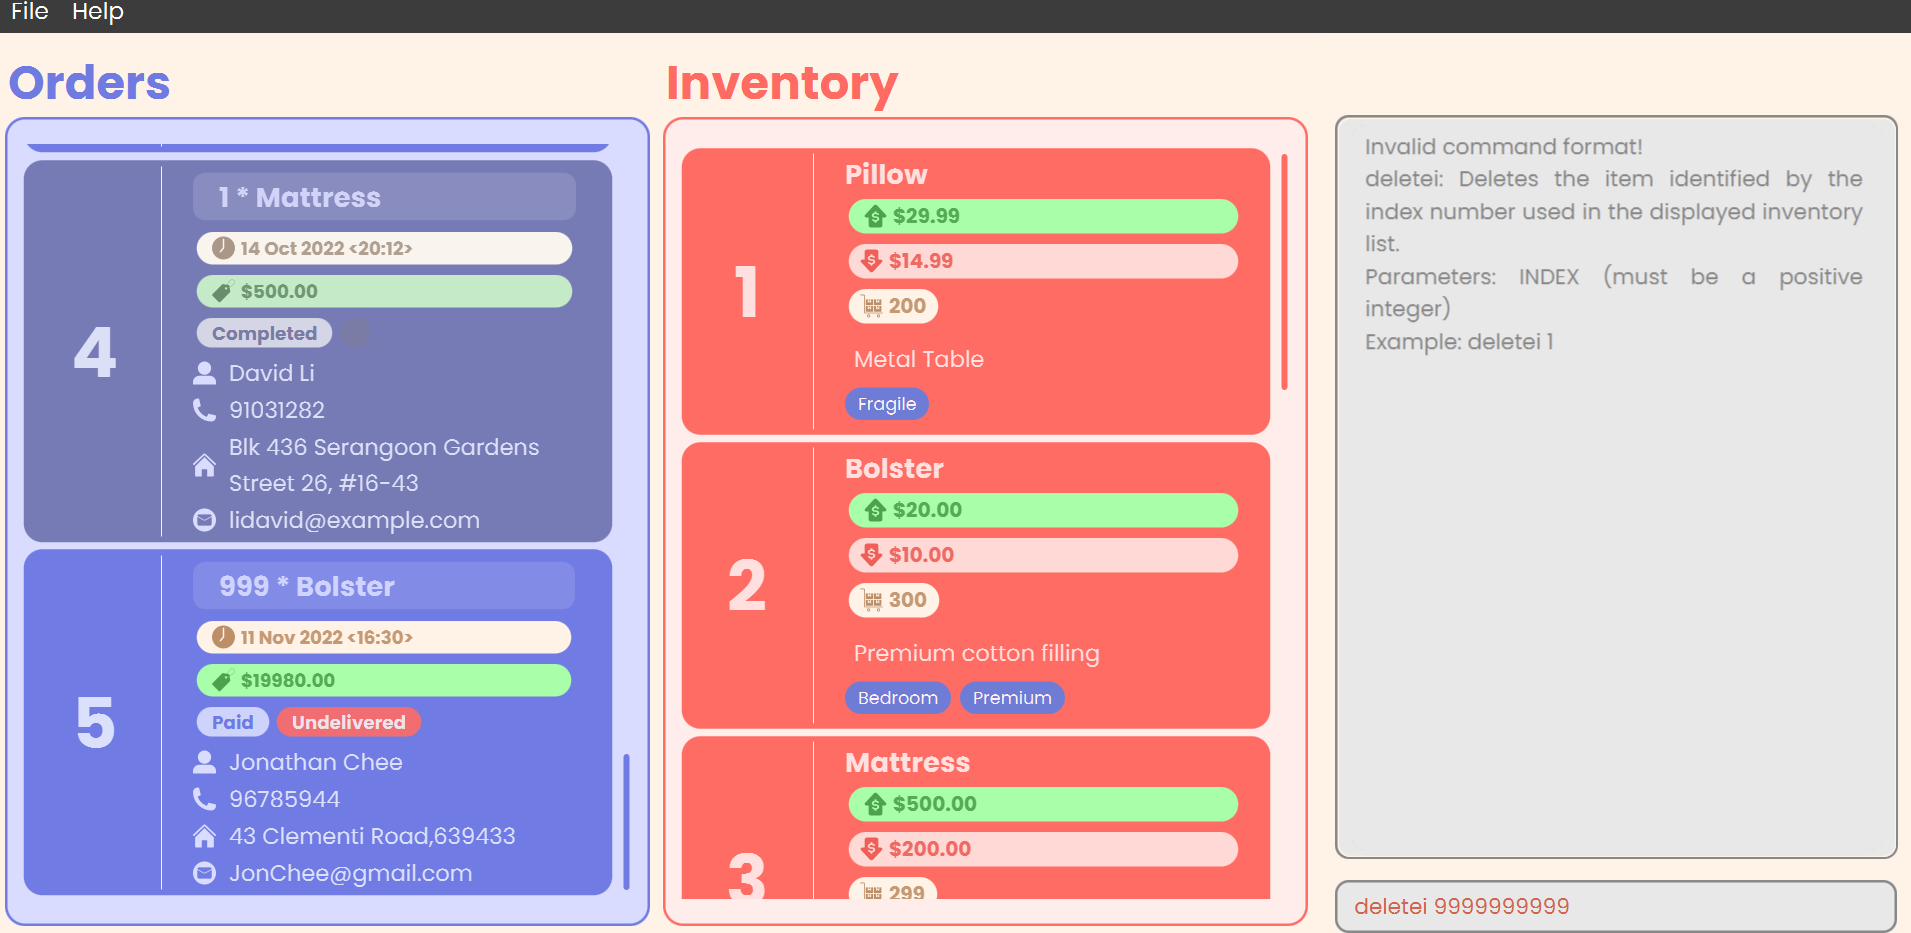 File Help
Orders
4
1 * Mattress
14 Oct 2022 <20:12>
$500.00
Completed
David Li
91031282
Blk 436 Serangoon Gardens
Street 26, #16-43
lidavid@example.com
5
999 * Bolster
11 Nov 2022 <16:30>
$19980.00
Paid Undelivered
Jonathan Chee
96785944
43 Clementi Road,639433
JonChee@gmail.com
Inventory
1
Pillow
$29.99
$14.99
200
Metal Table
Fragile
2
Bolster
$20.00
$10.00
300
Premium cotton filling
Bedroom Premium
3
Mattress
$500.00
$200.00
299
Invalid command format!
deletei: Deletes the item identified by the
index number used in the displayed inventory
list.
Parameters: INDEX (must be a positive
integer)
Example: deletei 1
deletei 9999999999